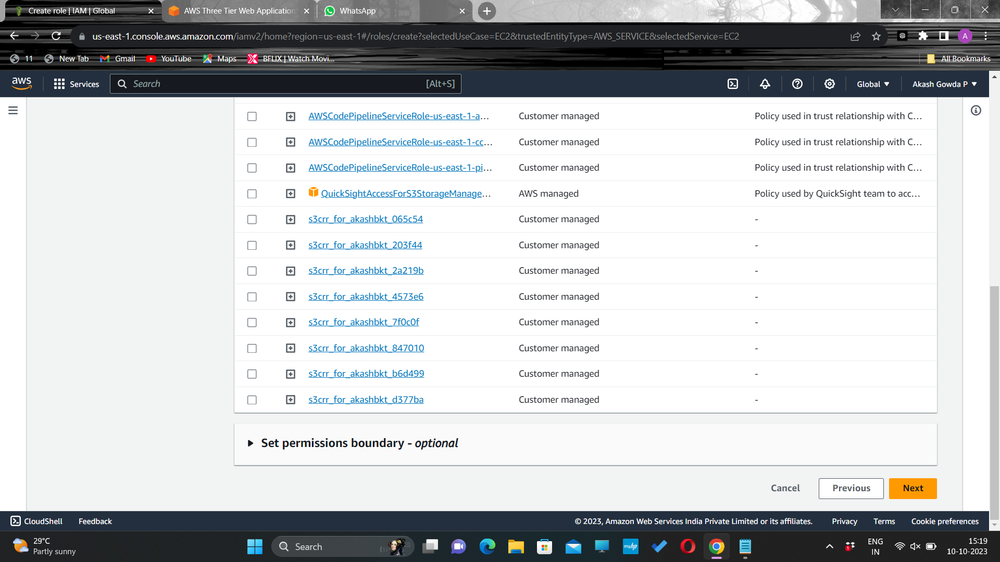 Create role | IAM | Global
AWS Three Tier Web Application
WhatsApp
us-east-1.console.aws.amazon.com/iamv2/home?region=us-east-1#/roles/create?selectedUseCase=EC2&trustedEntityType=AWS_SERVICE&selectedService=EC2
A
11
New Tab
Gmail
YouTube
Maps
BFLIX | Watch Movi...
All Bookmarks
aws
Services
Search
[Alt+S]
Global
Akash Gowda P
AWSCodePipelineServiceRole-us-east-1-a... Customer managed Policy used in trust relationship with C...
AWSCodePipelineServiceRole-us-east-1-cc... Customer managed Policy used in trust relationship with C...
AWSCodePipelineServiceRole-us-east-1-pi... Customer managed Policy used in trust relationship with C...
QuickSightAccessForS3StorageManage... AWS managed Policy used by QuickSight team to acc...
s3crr_for_akashbkt_065c54 Customer managed -
s3crr_for_akashbkt_203f44 Customer managed -
s3crr_for_akashbkt_2a219b Customer managed -
s3crr_for_akashbkt_4573e6 Customer managed -
s3crr_for_akashbkt_7f0c0f Customer managed -
s3crr_for_akashbkt_847010 Customer managed -
s3crr_for_akashbkt_b6d499 Customer managed -
s3crr_for_akashbkt_d377ba Customer managed -
Set permissions boundary - optional
Cancel
Previous
Next
CloudShell
Feedback
© 2023, Amazon Web Services India Private Limited or its affiliates.
Privacy
Terms
Cookie preferences
29°C
Partly sunny
Search
myhp
1
ENG
IN
15:19
10-10-2023